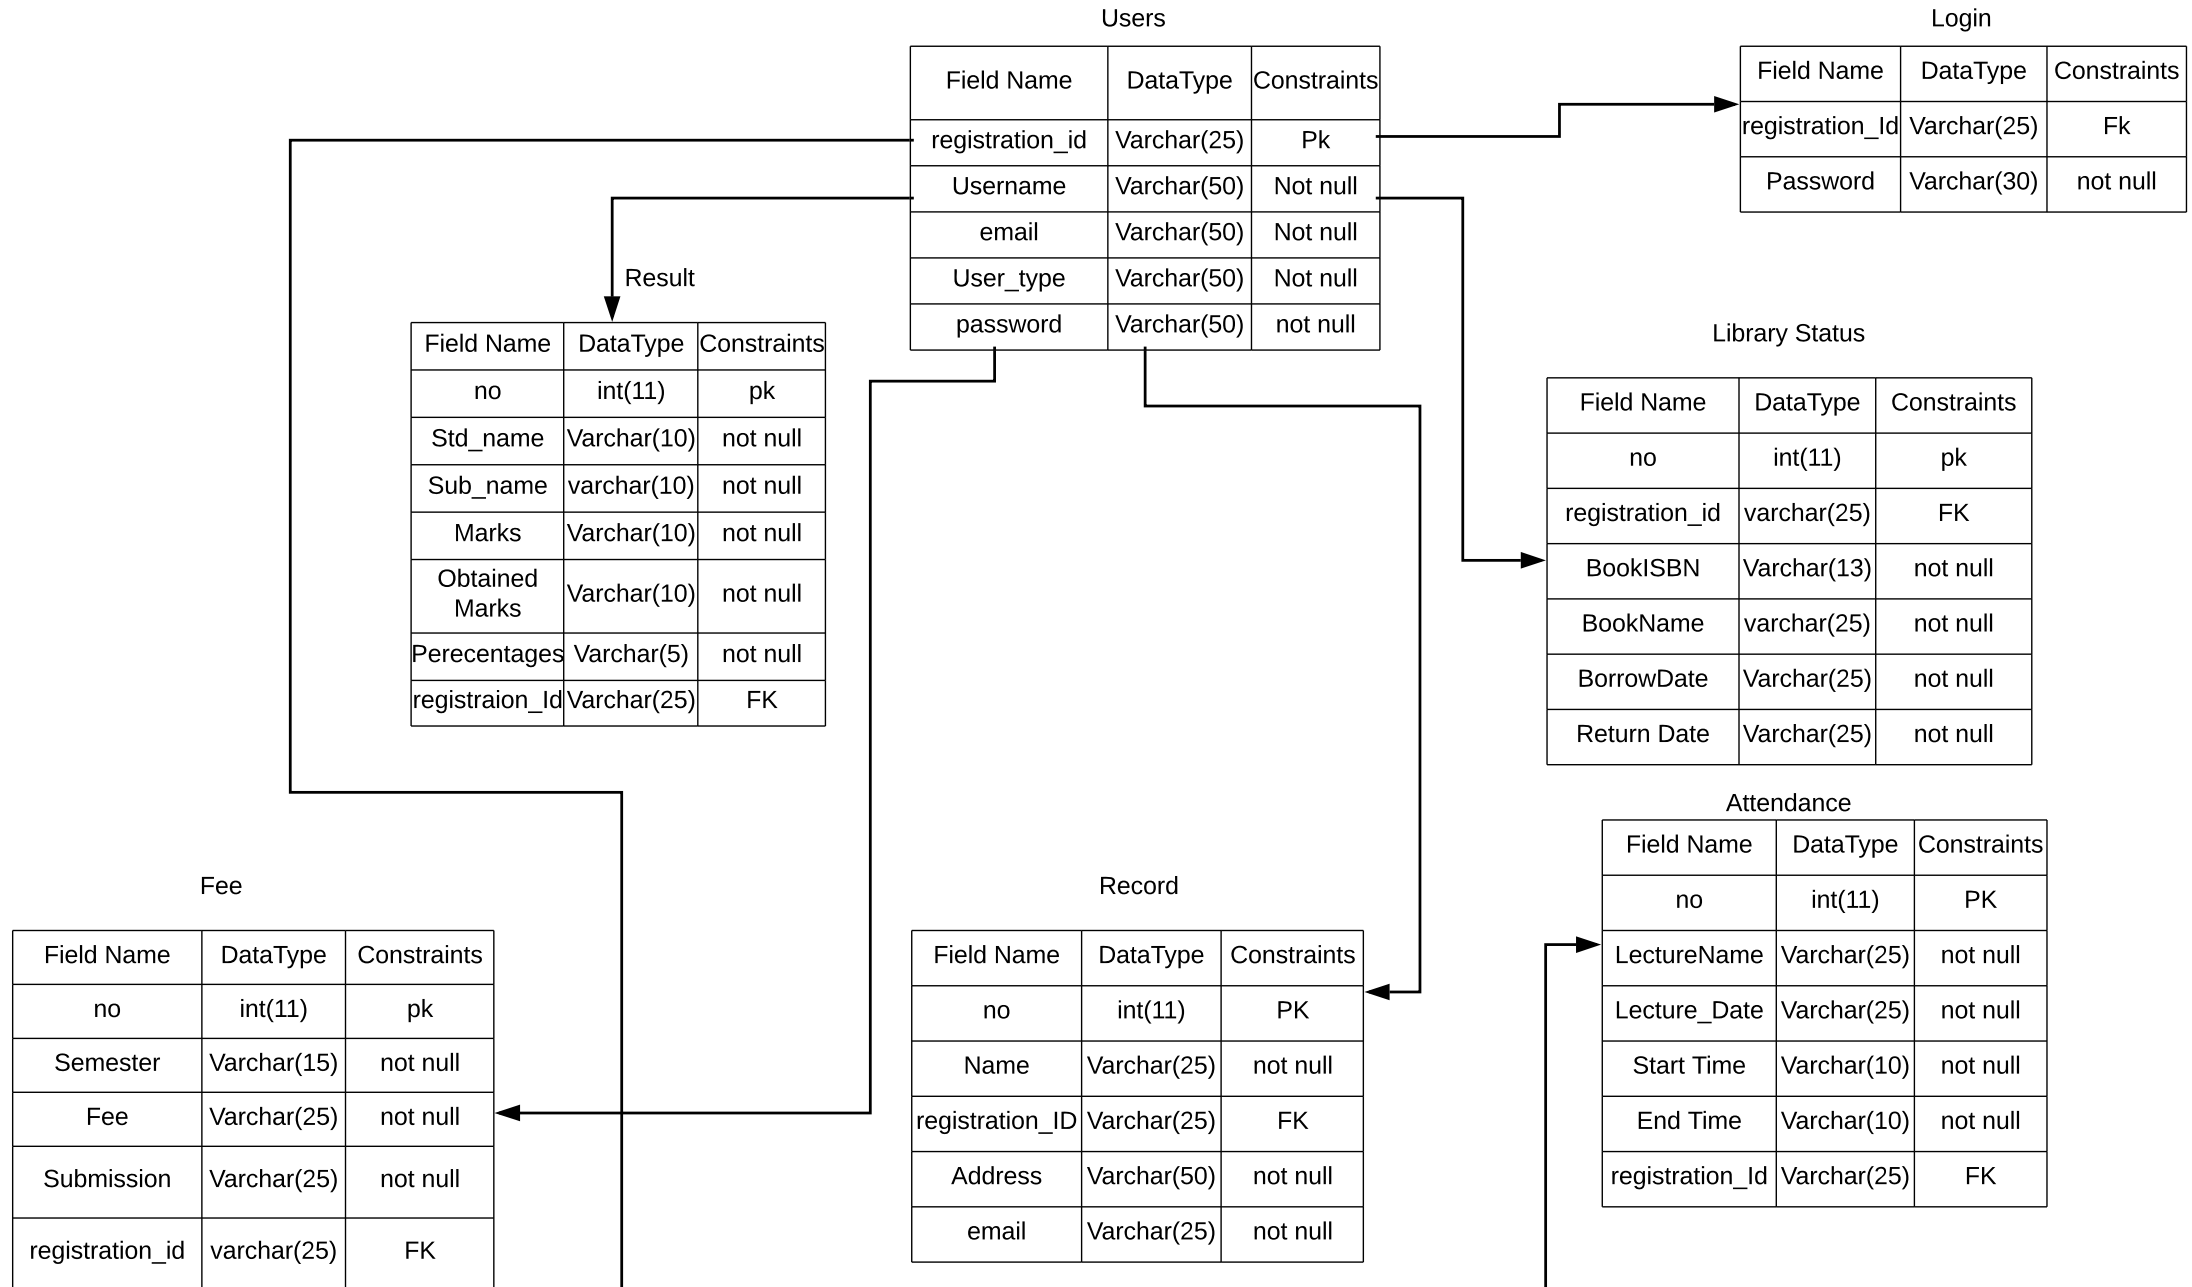 Users
Field Name DataType Constraints
registration_id Varchar(25) Pk
Username Varchar(50) Not null
email Varchar(50) Not null
User_type Varchar(50) Not null
password Varchar(50) not null
Login
Field Name DataType Constraints
registration_Id Varchar(25) Fk
Password Varchar(30) not null
Result
Field Name DataType Constraints
no int(11) pk
Std_name Varchar(10) not null
Sub_name varchar(10) not null
Marks Varchar(10) not null
Obtained
Marks Varchar(10) not null
Perecentages Varchar(5) not null
registraion_Id Varchar(25) FK
Library Status
Field Name DataType Constraints
no int(11) pk
registration_id varchar(25) FK
BookISBN Varchar(13) not null
BookName varchar(25) not null
BorrowDate Varchar(25) not null
Return Date Varchar(25) not null
Fee
Field Name DataType Constraints
no int(11) pk
Semester Varchar(15) not null
Fee Varchar(25) not null
Submission Varchar(25) not null
registration_id varchar(25) FK
Record
Field Name DataType Constraints
no int(11) PK
Name Varchar(25) not null
registration_ID Varchar(25) FK
Address Varchar(50) not null
email Varchar(25) not null
Attendance
Field Name DataType Constraints
no int(11) PK
LectureName Varchar(25) not null
Lecture_Date Varchar(25) not null
Start Time Varchar(10) not null
End Time Varchar(10) not null
registration_Id Varchar(25) FK